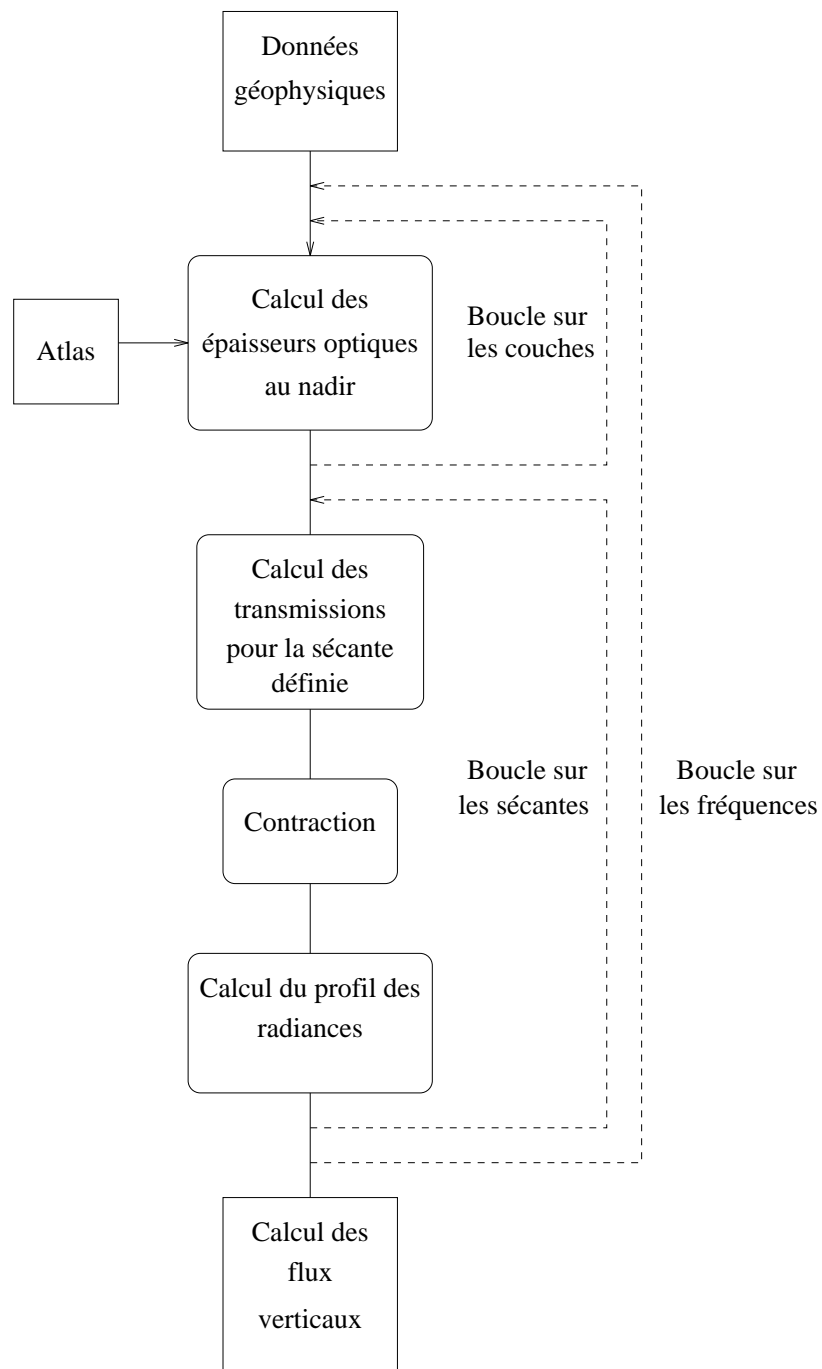 Données
géophysiques
Calcul des
épaisseurs optiques
au nadir
Atlas
Boucle sur
les couches
Calcul des
transmissions
pour la sécante
définie
Contraction
Boucle sur
les sécantes
Boucle sur
les fréquences
Calcul du profil des
radiances
Calcul des
flux
verticaux